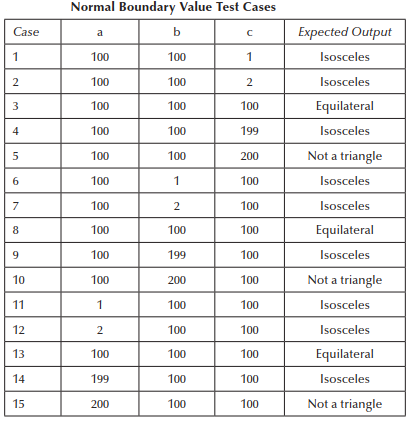 Normal Boundary Value Test Cases
Case a b c Expected Output
1 100 100 1 Isosceles
2 100 100 2 Isosceles
3 100 100 100 Equilateral
4 100 100 199 Isosceles
5 100 100 200 Not a triangle
6 100 1 100 Isosceles
7 100 2 100 Isosceles
8 100 100 100 Equilateral
9 100 199 100 Isosceles
10 100 200 100 Not a triangle
11 1 100 100 Isosceles
12 2 100 100 Isosceles
13 100 100 100 Equilateral
14 199 100 100 Isosceles
15 200 100 100 Not a triangle